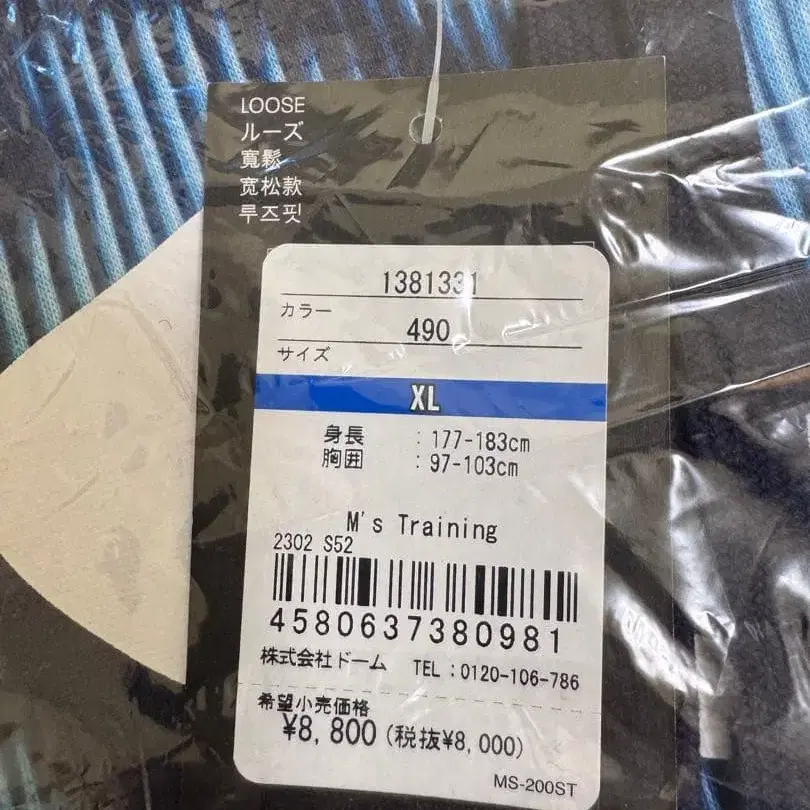 LOOSE
ルーズ
寬鬆
宽松款
루즈핏
1381331
カラー
490
サイズ
XL
身長 : 177-183cm
胸囲 : 97-103cm
M's Training
2302 S52
4580637380981
株式会社ドーム TEL:0120-106-786
希望小売価格
¥8,800(税抜¥8,000)
MS-200ST